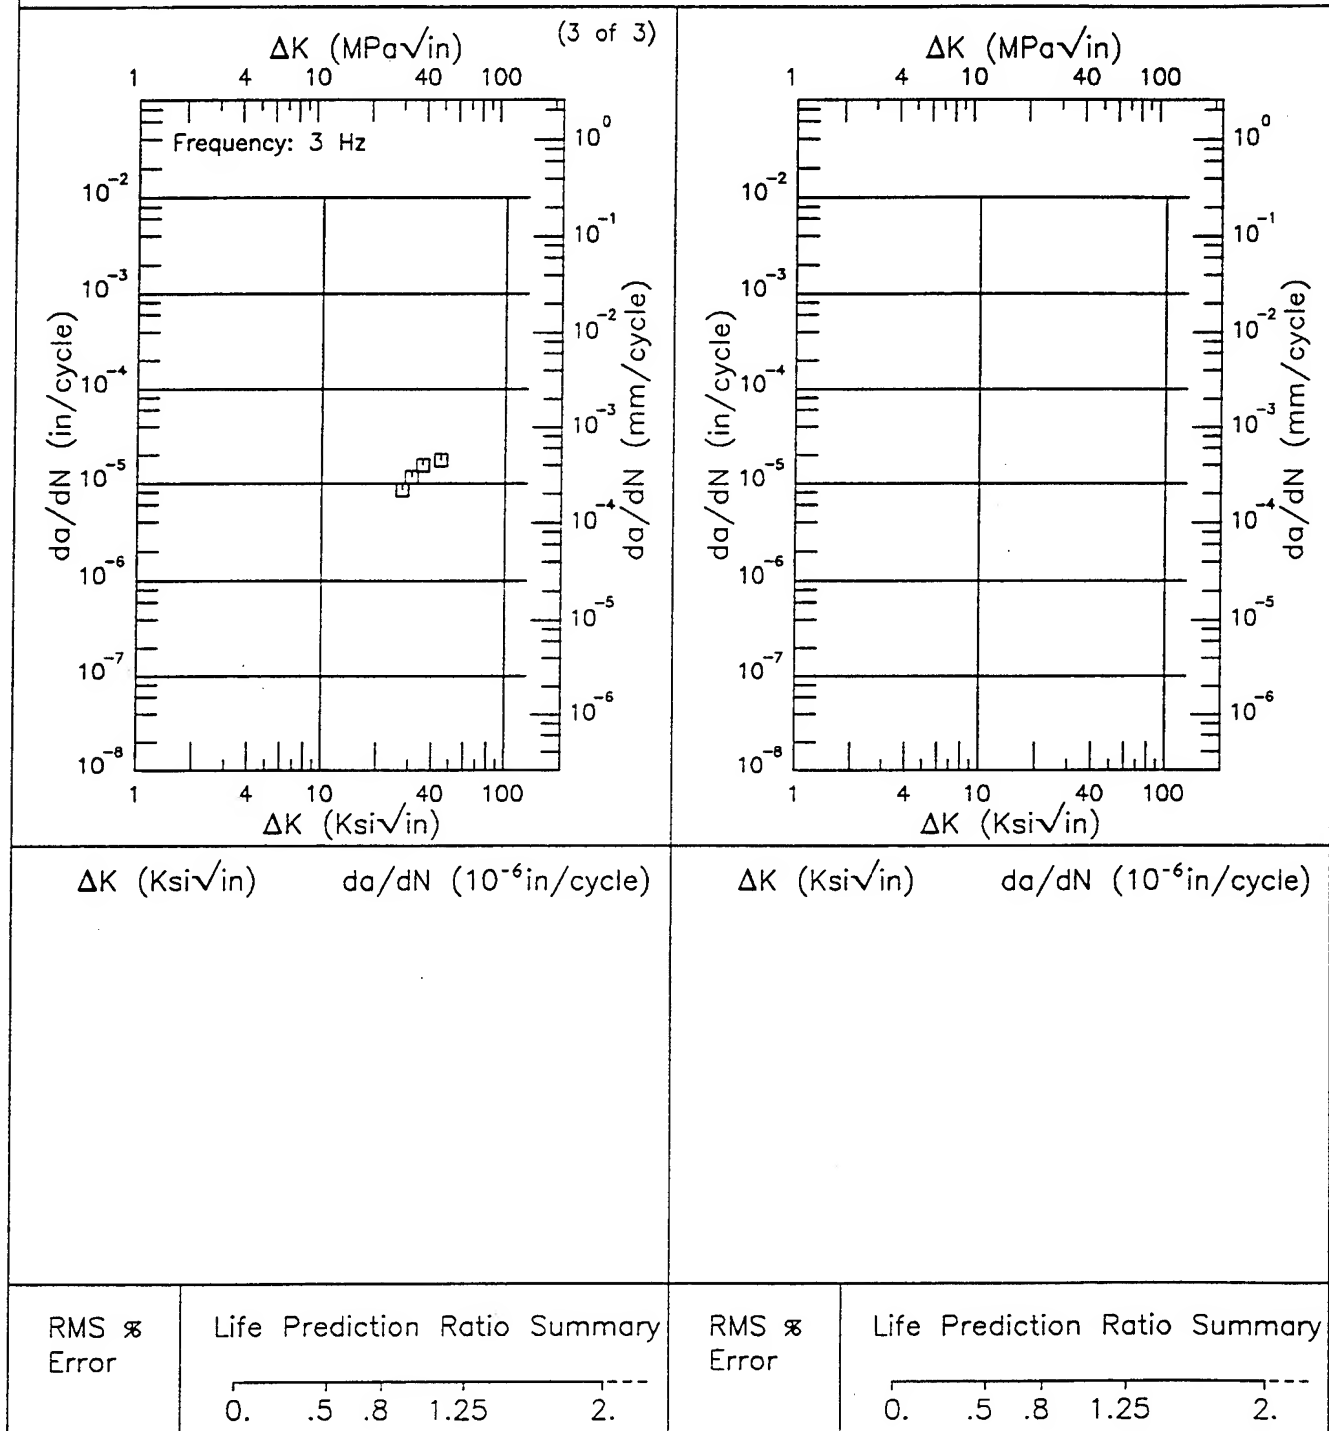 (3 of 3)
ΔK (MPa√in)
1 4 10 40 100
Frequency: 3 Hz
da/dN (in/cycle)
10⁻²
10⁻³
10⁻⁴
10⁻⁵
10⁻⁶
10⁻⁷
10⁻⁸
10⁰
10⁻¹
10⁻²
10⁻³
10⁻⁴
10⁻⁵
10⁻⁶
da/dN (mm/cycle)
1 4 10 40 100
ΔK (Ksi√in)
ΔK (MPa√in)
1 4 10 40 100
da/dN (in/cycle)
10⁻²
10⁻³
10⁻⁴
10⁻⁵
10⁻⁶
10⁻⁷
10⁻⁸
10⁰
10⁻¹
10⁻²
10⁻³
10⁻⁴
10⁻⁵
10⁻⁶
da/dN (mm/cycle)
1 4 10 40 100
ΔK (Ksi√in)
ΔK (Ksi√in) da/dN (10⁻⁶in/cycle)
ΔK (Ksi√in) da/dN (10⁻⁶in/cycle)
RMS %
Error
Life Prediction Ratio Summary
0. .5 .8 1.25 2.
RMS %
Error
Life Prediction Ratio Summary
0. .5 .8 1.25 2.